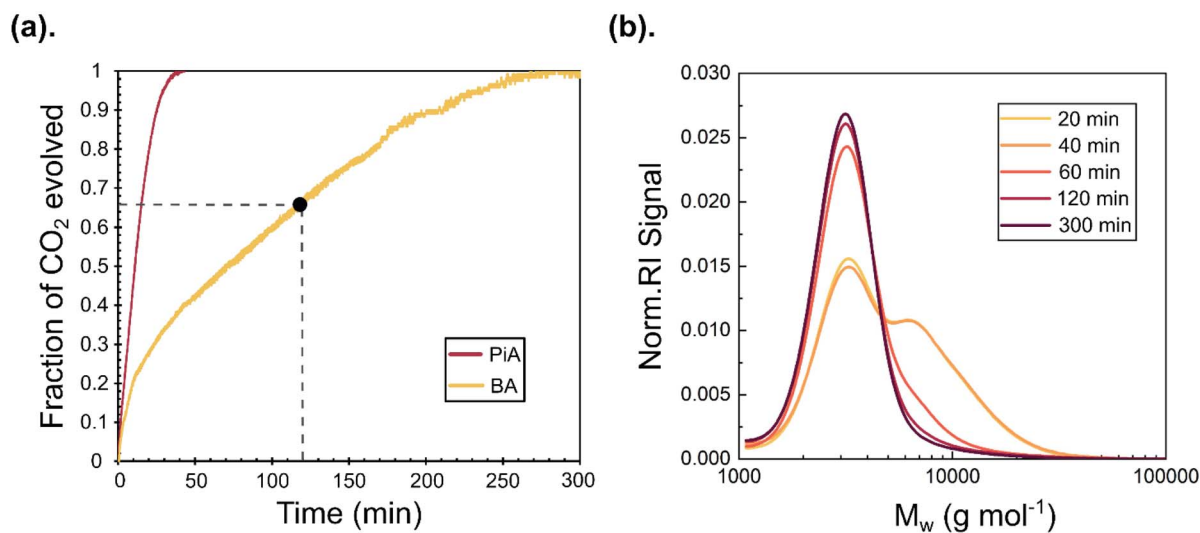 (a).
Fraction of CO₂ evolved
1
0.9
0.8
0.7
0.6
0.5
0.4
0.3
0.2
0.1
0
0 50 100 150 200 250 300
Time (min)
PiA
BA
(b).
Norm.RI Signal
0.030
0.025
0.020
0.015
0.010
0.005
0.000
1000 10000 100000
M_w (g mol⁻¹)
20 min
40 min
60 min
120 min
300 min